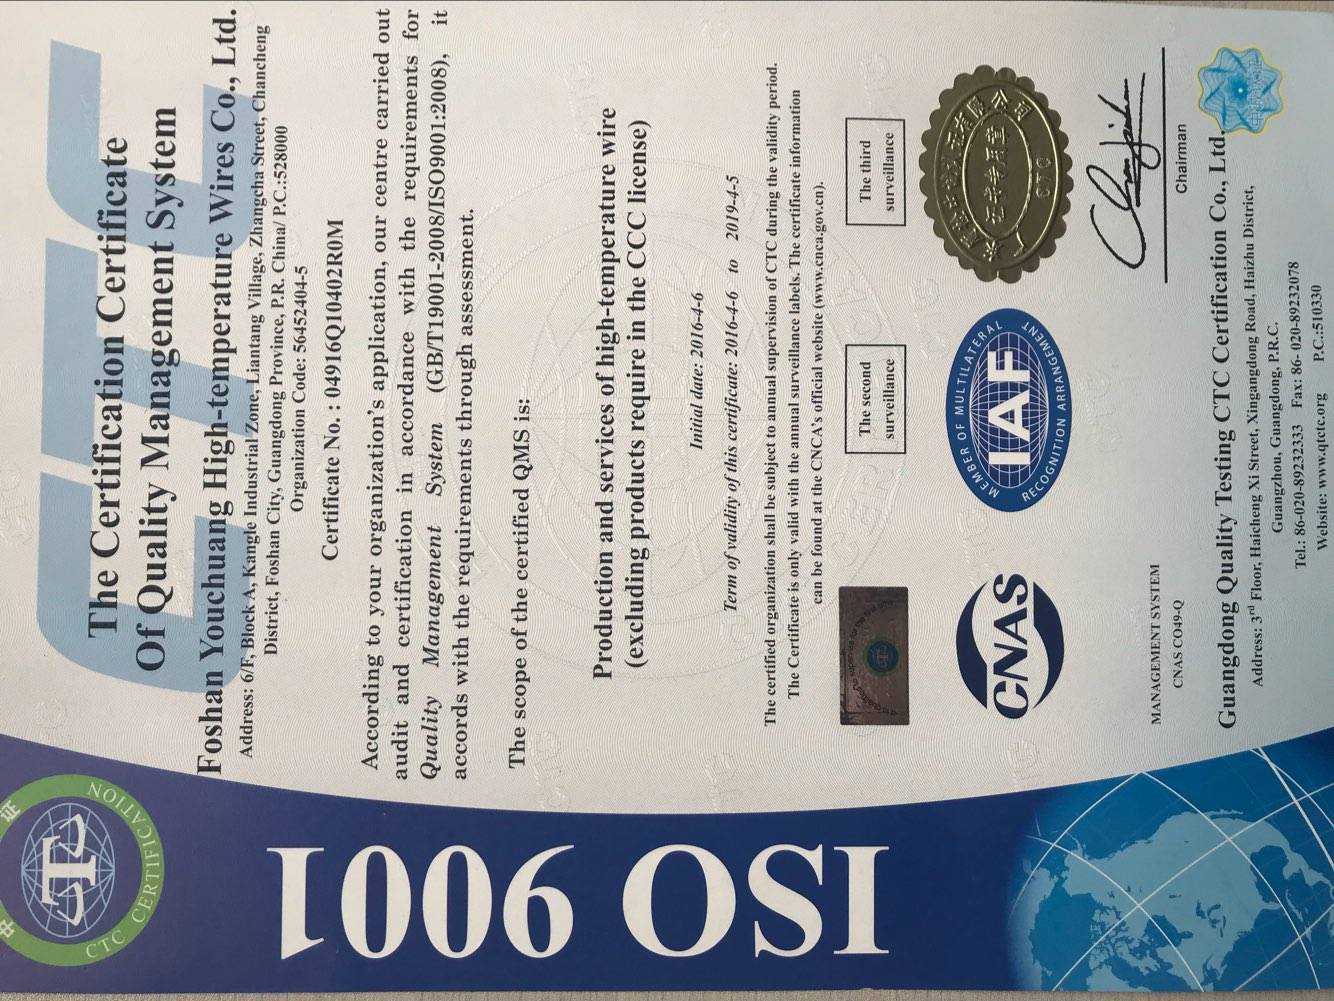 ISO 9001
中
证
CTC CERTIFICATION
The Certification Certificate
Of Quality Management System
Foshan Youchuang High-temperature Wires Co., Ltd.
Address: 6/F, Block A, Kangle Industrial Zone, Liantang Village, Zhangcha Street, Chancheng
District, Foshan City, Guangdong Province, P.R. China/ P.C.:528000
Organization Code: 56452404-5
Certificate No. : 04916Q10402R0M
According to your organization's application, our centre carried out
audit and certification in accordance with the requirements for
Quality Management System (GB/T19001-2008/ISO9001:2008), it
accords with the requirements through assessment.
The scope of the certified QMS is:
Production and services of high-temperature wire
(excluding products require in the CCC license)
Initial date: 2016-4-6
Term of validity of this certificate: 2016-4-6 to 2019-4-5
The certified organization shall be subject to annual supervision of CTC during the validity period.
The Certificate is only valid with the annual surveillance labels. The certificate information
can be found at the CNCA's official website (www.cnca.gov.cn).
The second
surveillance
The third
surveillance
CNAS
MEMBER OF MULTILATERAL
IAF
RECOGNITION ARRANGEMENT
CTC
MANAGEMENT SYSTEM
CNAS CO49-Q
Chairman
Guangdong Quality Testing CTC Certification Co., Ltd.
Address: 3rd Floor, Haicheng Xi Street, Xingangdong Road, Haizhu District,
Guangzhou, Guangdong, P.R.C.
Tel.: 86-020-89232333 Fax: 86- 020-89232078
Website: www.qtctc.org P.C.:510330